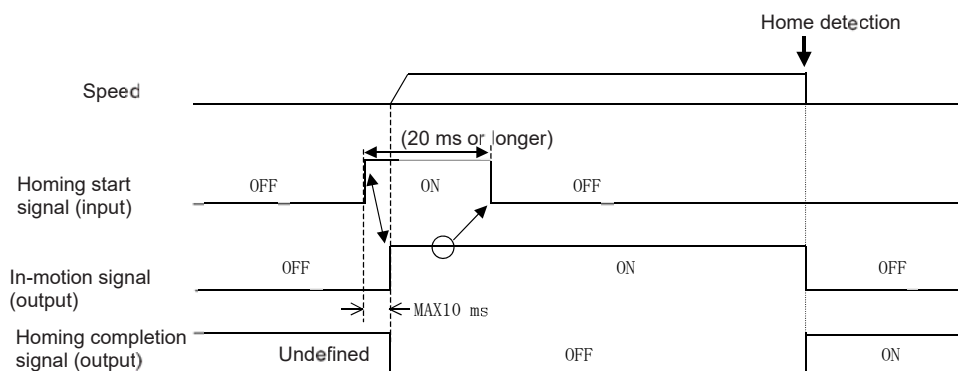 Home detection
Speed
(20 ms or longer)
Homing start
signal (input)
OFF
ON
OFF
In-motion signal
(output)
OFF
ON
OFF
MAX10 ms
Homing completion
signal (output)
Undefined
OFF
ON